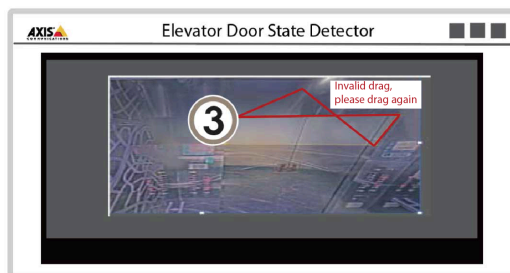 AXIS
COMMUNICATIONS
Elevator Door State Detector
Invalid drag,
please drag again
3